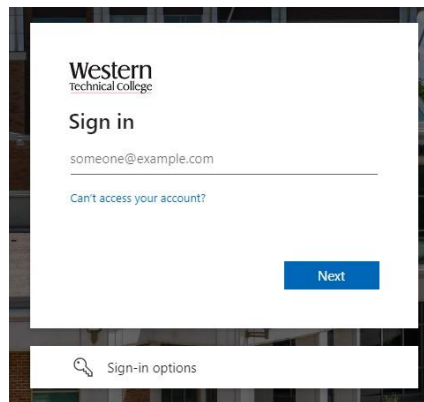 Western
Technical College
Sign in
someone@example.com
Can't access your account?
Next
Sign-in options